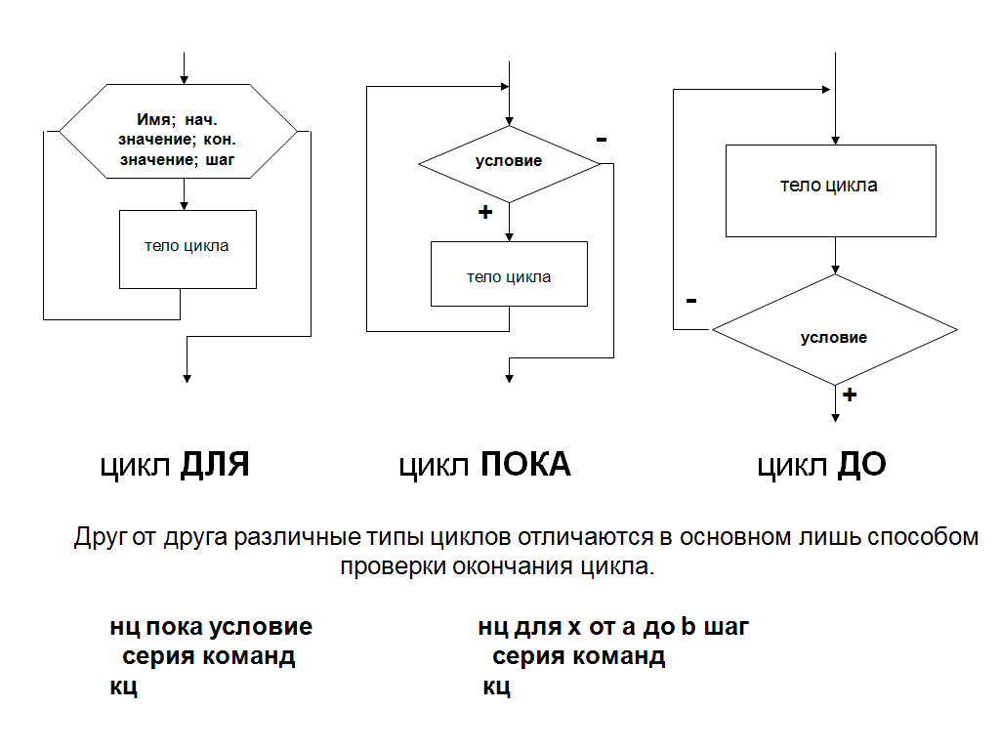 Имя; нач.
значение; кон.
значение; шаг
тело цикла
условие
-
+
тело цикла
тело цикла
-
условие
+
цикл ДЛЯ
цикл ПОКА
цикл ДО
Друг от друга различные типы циклов отличаются в основном лишь способом
проверки окончания цикла.
нц пока условие
серия команд
кц
нц для x от a до b шаг
серия команд
кц